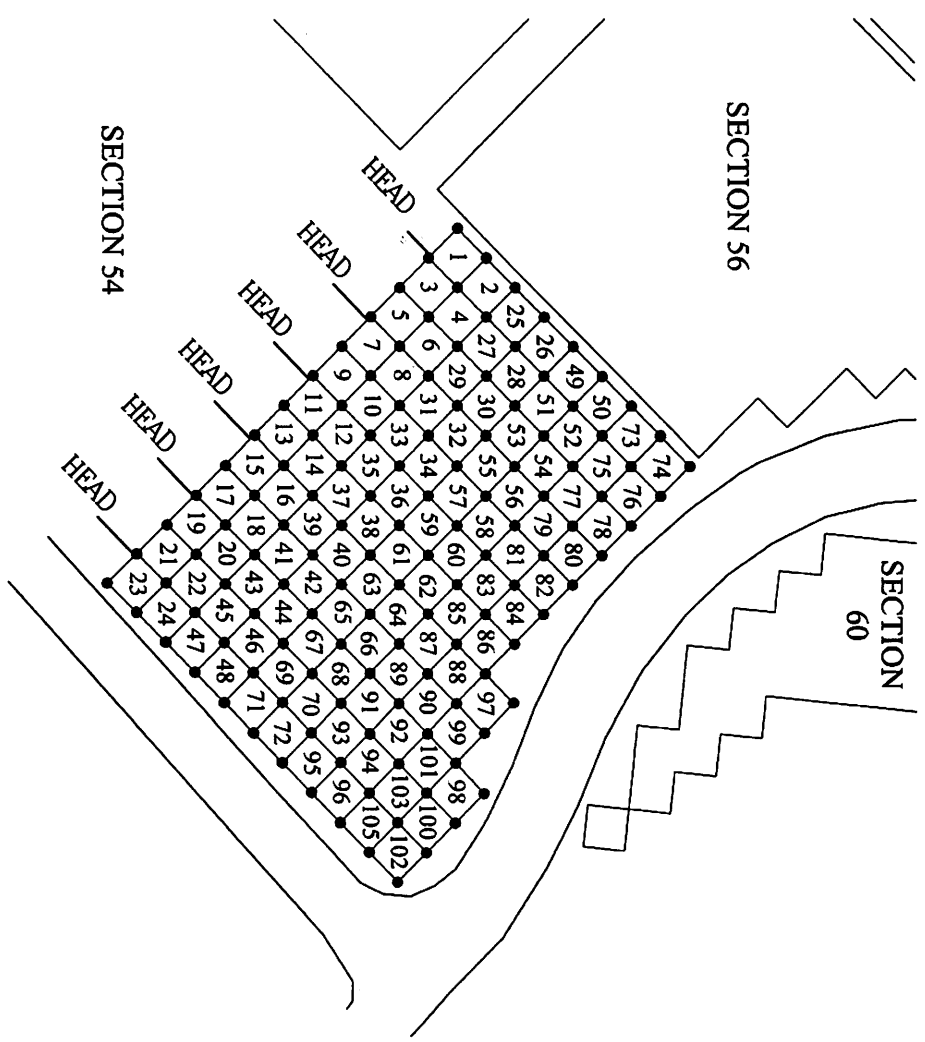 SECTION 56
SECTION
60
SECTION 54
HEAD
1 2 25 26 49 50 73 74
3 4 27 28 51 52 75 76
HEAD
5 6 29 30 53 54 77 78
7 8 31 32 55 56 79 80
HEAD
9 10 33 34 57 58 81 82
11 12 35 36 59 60 83 84
HEAD
13 14 37 38 61 62 85 86
15 16 39 40 63 64 87 88 97
HEAD
17 18 41 42 65 66 89 90 99
19 20 43 44 67 68 91 92 101 98
HEAD
21 22 45 46 69 70 93 94 103 100
23 24 47 48 71 72 95 96 105 102